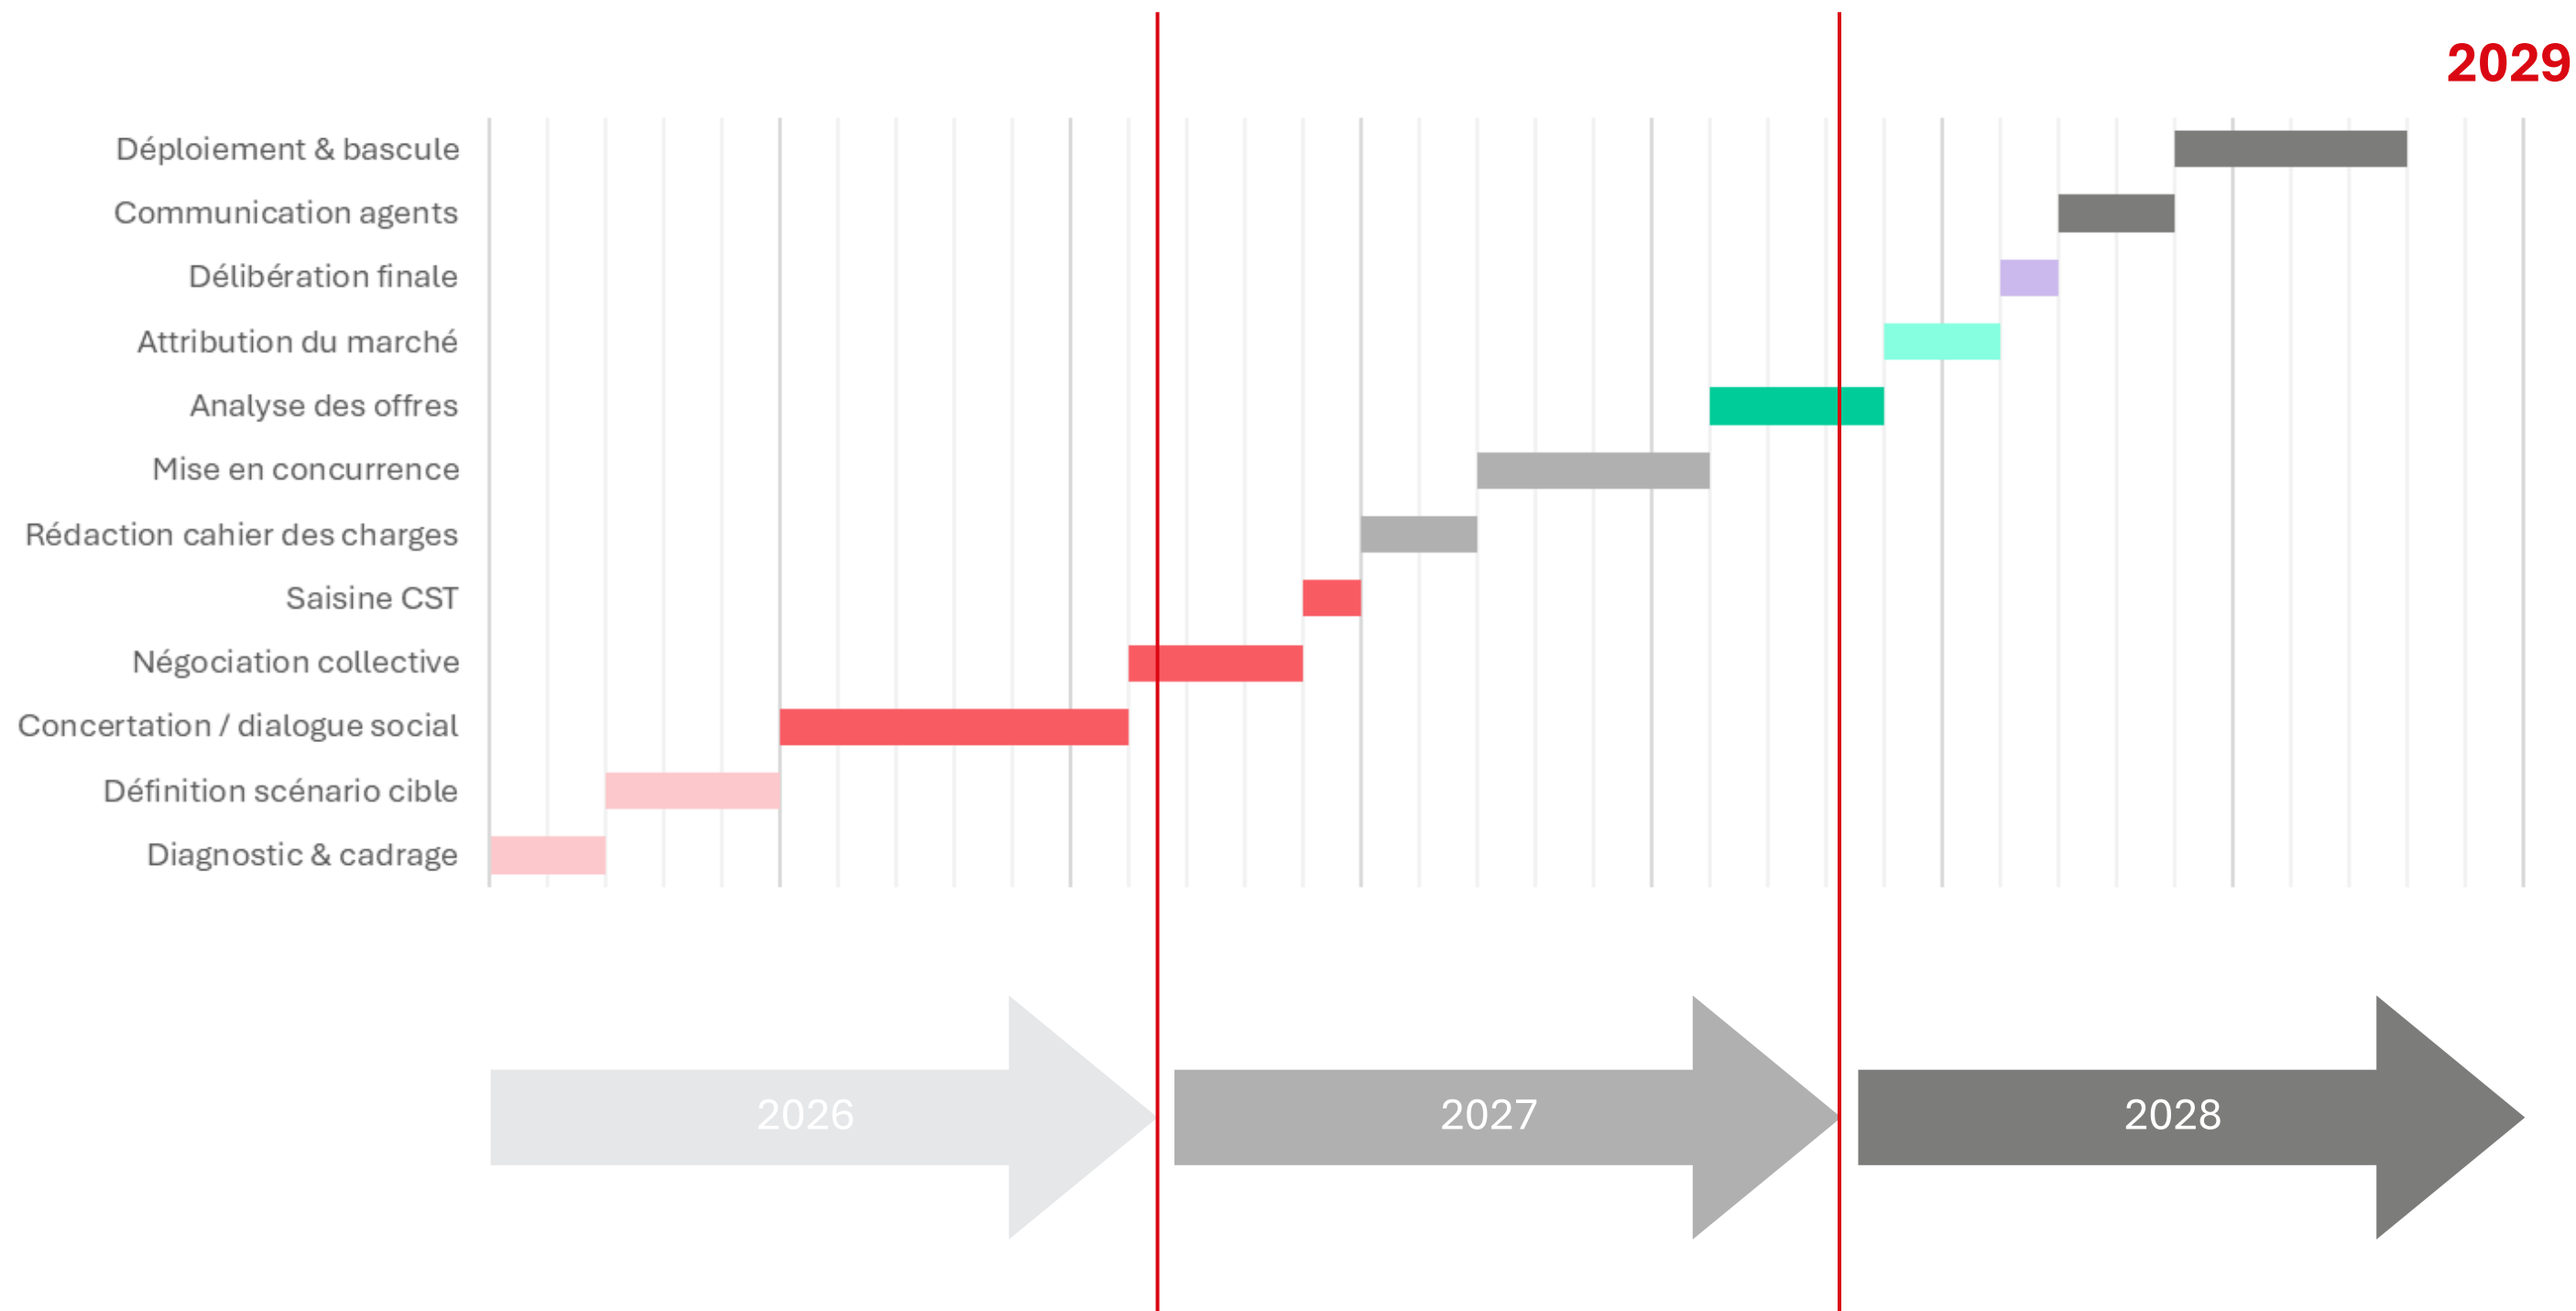 2029
Déploiement & bascule
Communication agents
Délibération finale
Attribution du marché
Analyse des offres
Mise en concurrence
Rédaction cahier des charges
Saisine CST
Négociation collective
Concertation / dialogue social
Définition scénario cible
Diagnostic & cadrage
2026
2027
2028